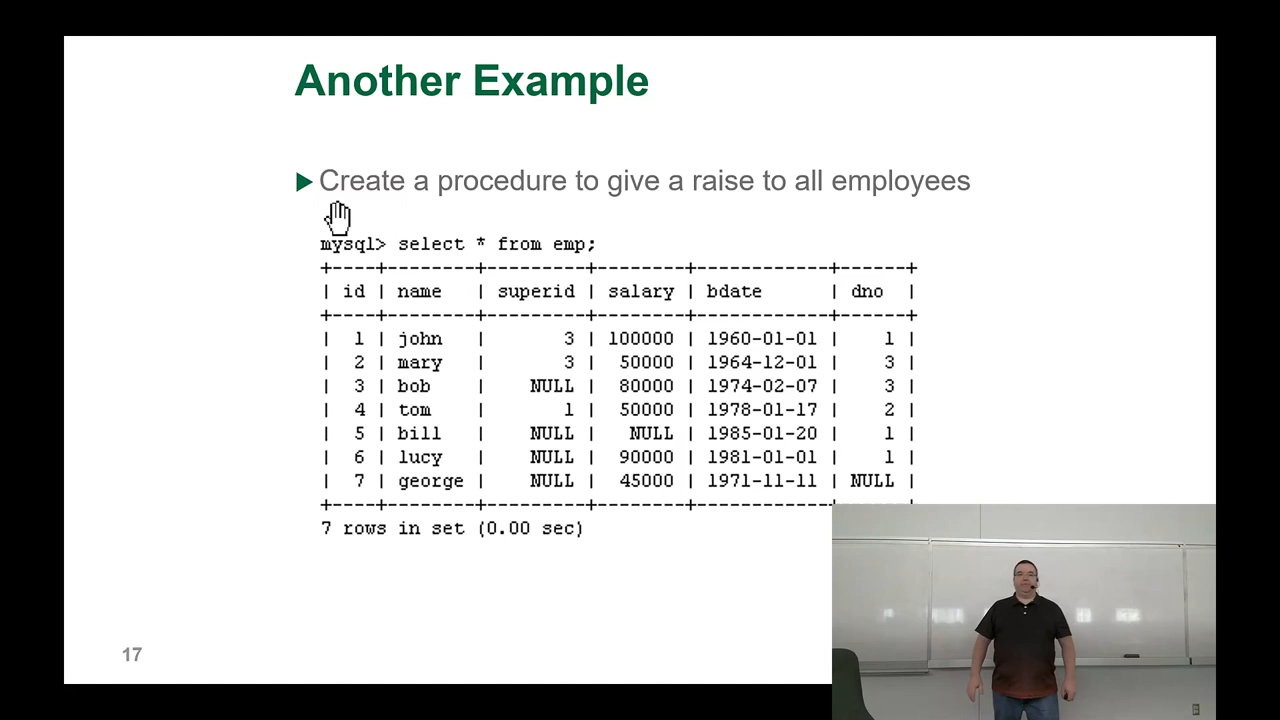 Another Example
Create a procedure to give a raise to all employees
mysql> select * from emp;
+----+--------+---------+--------+------------+------+
| id | name   | superid | salary | bdate      | dno  |
+----+--------+---------+--------+------------+------+
|  1 | john   |       3 | 100000 | 1960-01-01 |    1 |
|  2 | mary   |       3 |  50000 | 1964-12-01 |    3 |
|  3 | bob    |    NULL |  80000 | 1974-02-07 |    3 |
|  4 | tom    |       1 |  50000 | 1978-01-17 |    2 |
|  5 | bill   |    NULL |   NULL | 1985-01-20 |    1 |
|  6 | lucy   |    NULL |  90000 | 1981-01-01 |    1 |
|  7 | george |    NULL |  45000 | 1971-11-11 | NULL |
+----+--------+---------+--------+------------+------+
7 rows in set (0.00 sec)
17